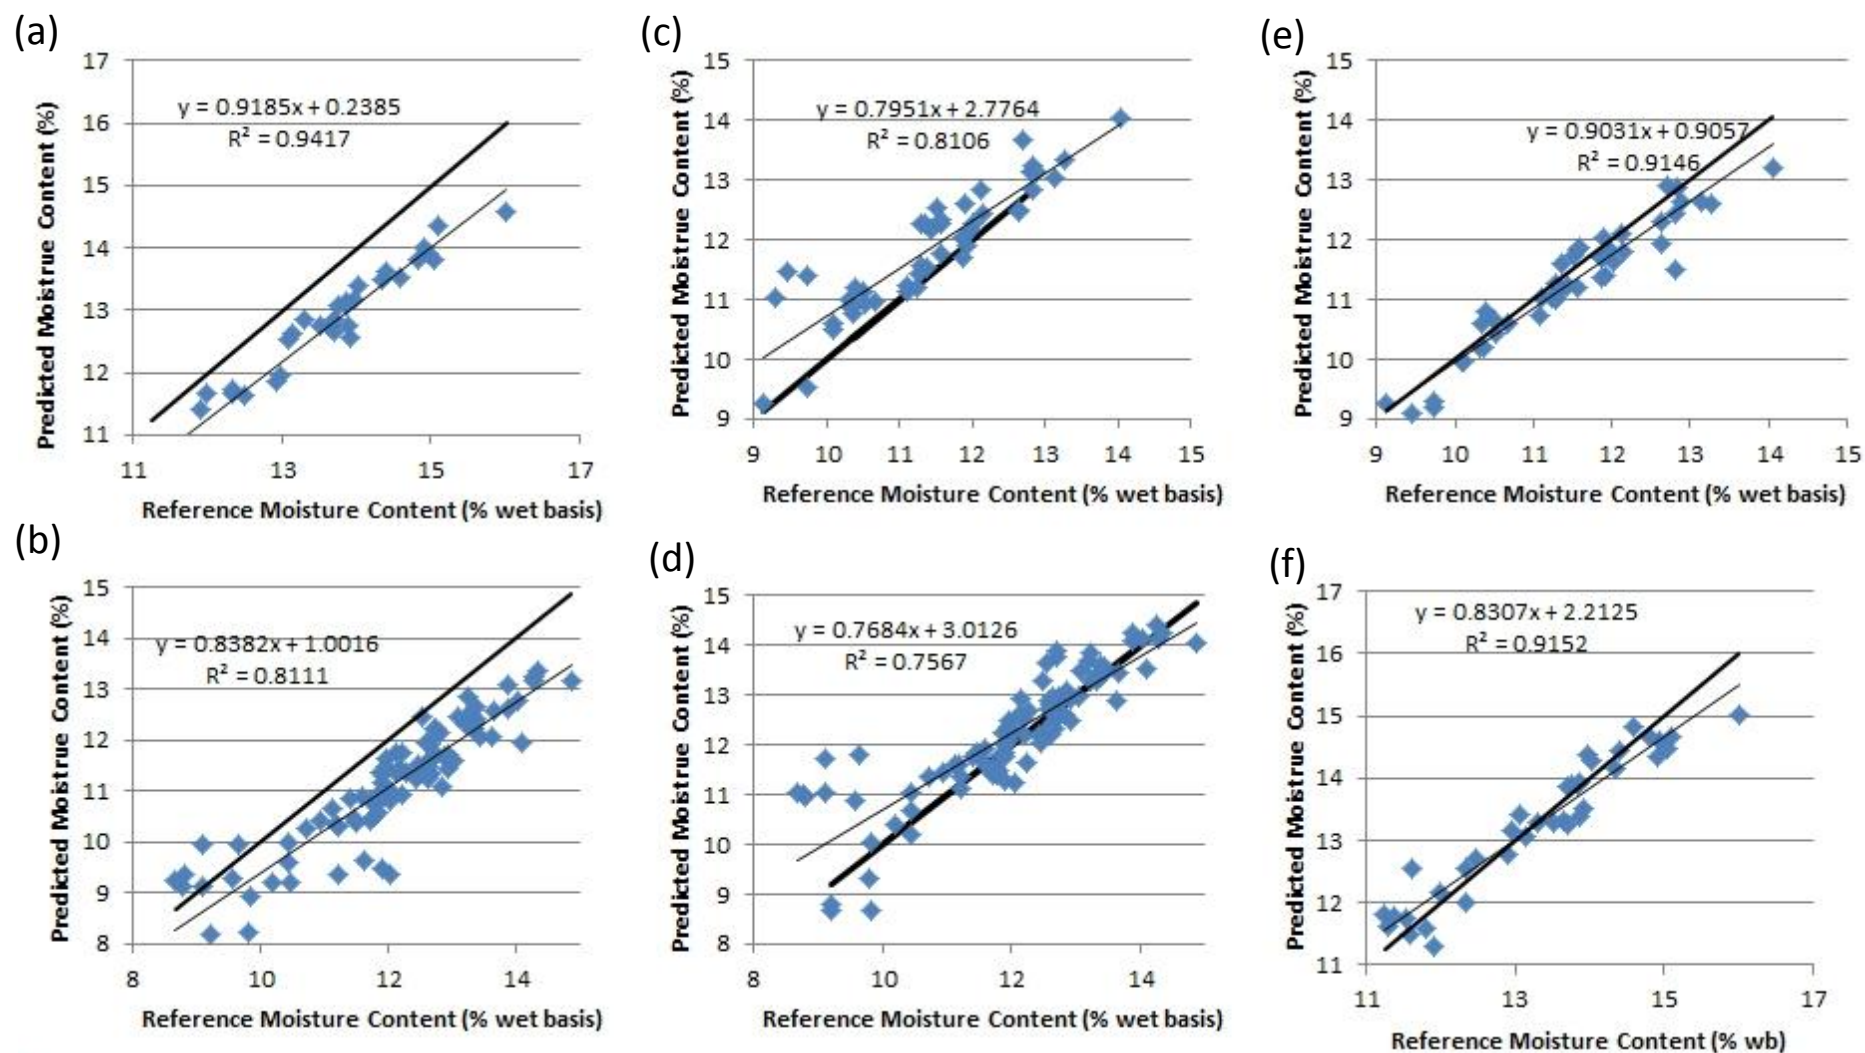 (a)
17
16
15
14
13
12
11
11 13 15 17
y = 0.9185x + 0.2385
R² = 0.9417
Predicted Moistrue Content (%)
Reference Moisture Content (% wet basis)
(c)
15
14
13
12
11
10
9
9 10 11 12 13 14 15
y = 0.7951x + 2.7764
R² = 0.8106
Predicted Moistrue Content (%)
Reference Moisture Content (% wet basis)
(e)
15
14
13
12
11
10
9
9 10 11 12 13 14 15
y = 0.9031x + 0.9057
R² = 0.9146
Predicted Moistrue Content (%)
Reference Moisture Content (% wet basis)
(b)
15
14
13
12
11
10
9
8
8 10 12 14
y = 0.8382x + 1.0016
R² = 0.8111
Predicted Moistrue Content (%)
Reference Moisture Content (% wet basis)
(d)
15
14
13
12
11
10
9
8
8 10 12 14
y = 0.7684x + 3.0126
R² = 0.7567
Predicted Moistrue Content (%)
Reference Moisture Content (% wet basis)
(f)
17
16
15
14
13
12
11
11 13 15 17
y = 0.8307x + 2.2125
R² = 0.9152
Predicted Moistrue Content (%)
Reference Moisture Content (% wb)